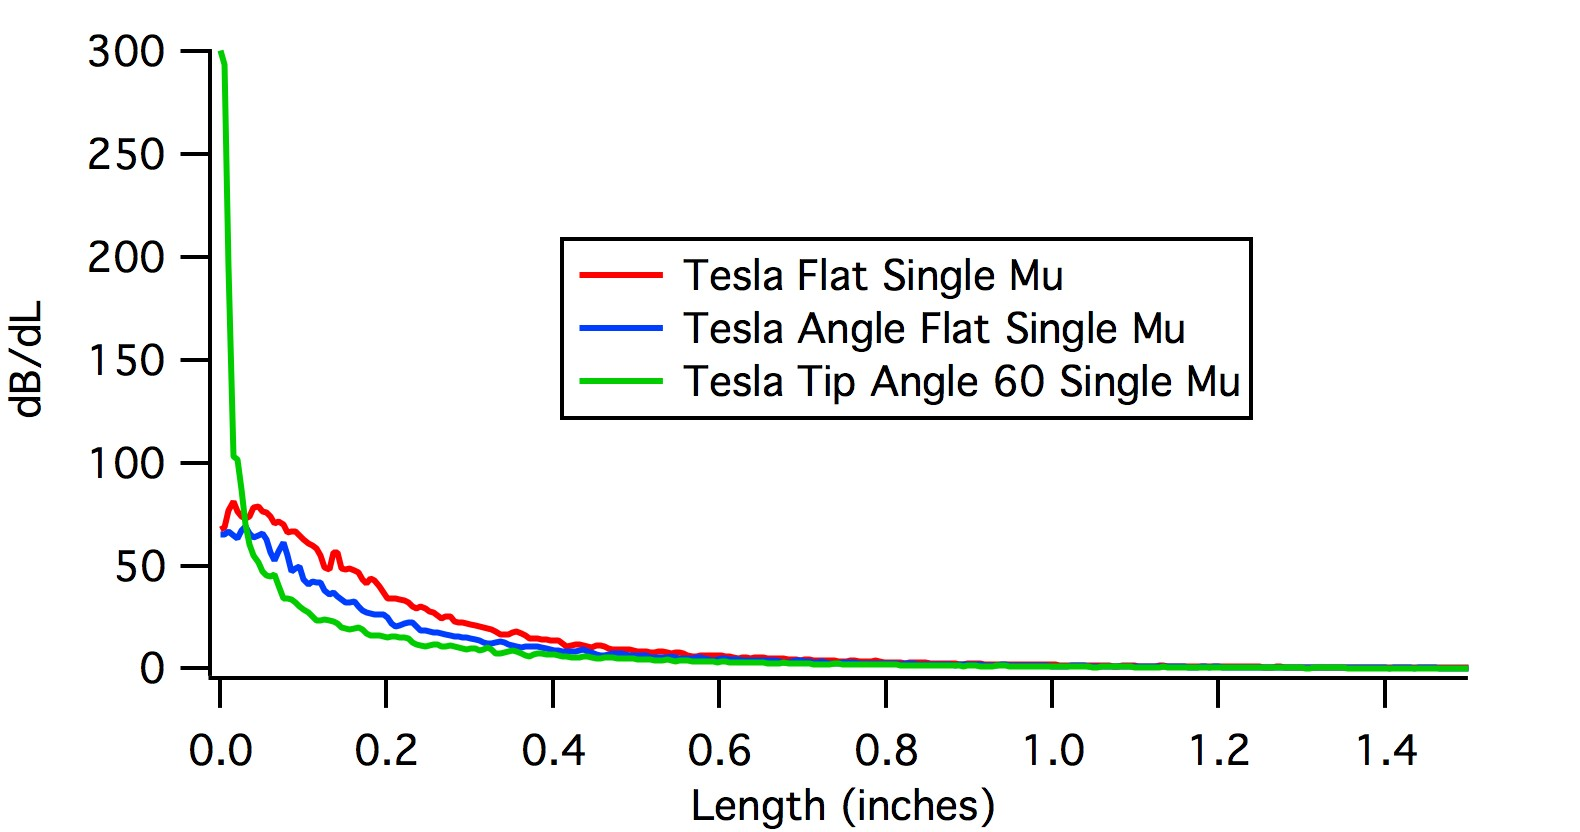 300
250
200
150
100
50
0
dB/dL
Tesla Flat Single Mu
Tesla Angle Flat Single Mu
Tesla Tip Angle 60 Single Mu
0.0 0.2 0.4 0.6 0.8 1.0 1.2 1.4
Length (inches)